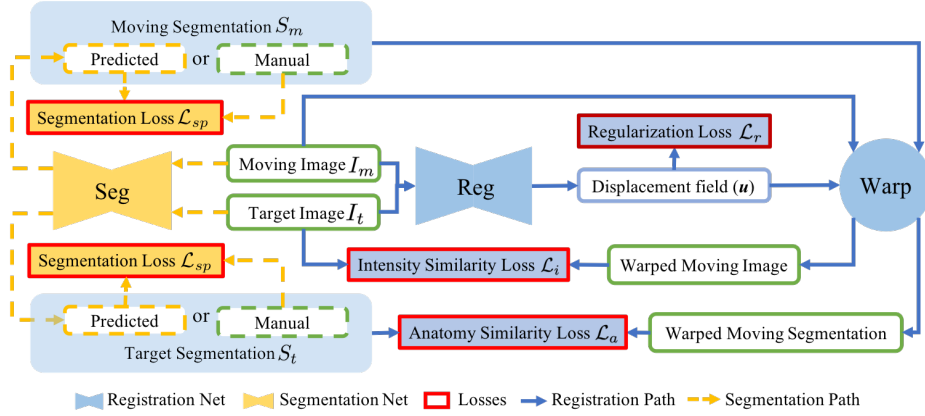 Moving Segmentation S_m
Predicted or Manual
Segmentation Loss L_sp
Regularization Loss L_r
Moving Image I_m
Seg
Reg
Displacement field (u)
Warp
Target Image I_t
Segmentation Loss L_sp
Intensity Similarity Loss L_i
Warped Moving Image
Predicted or Manual
Anatomy Similarity Loss L_a
Warped Moving Segmentation
Target Segmentation S_t
Registration Net Segmentation Net Losses Registration Path Segmentation Path